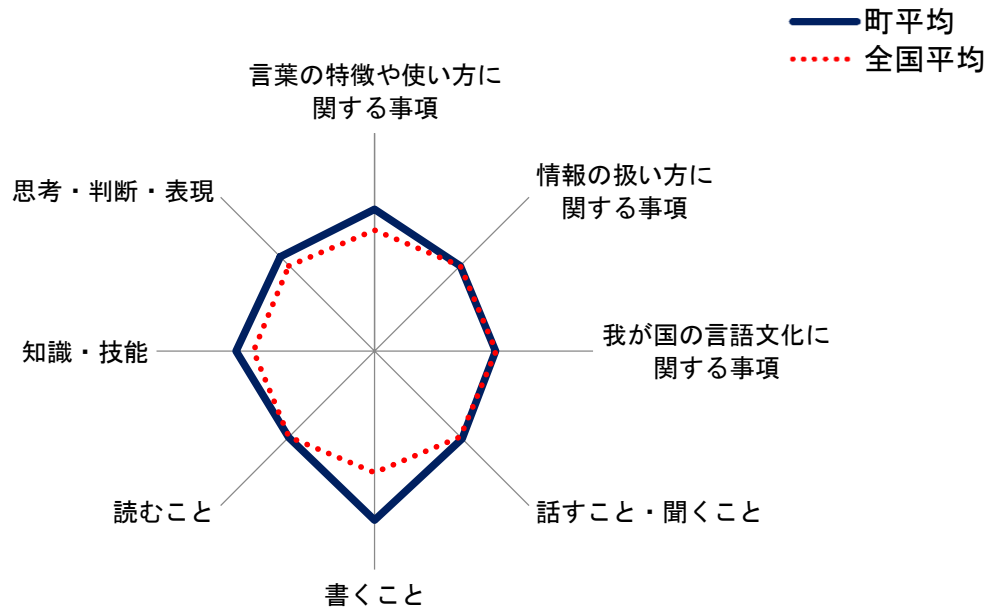 町平均
全国平均
言葉の特徴や使い方に
関する事項
情報の扱い方に
関する事項
我が国の言語文化に
関する事項
話すこと・聞くこと
書くこと
読むこと
知識・技能
思考・判断・表現